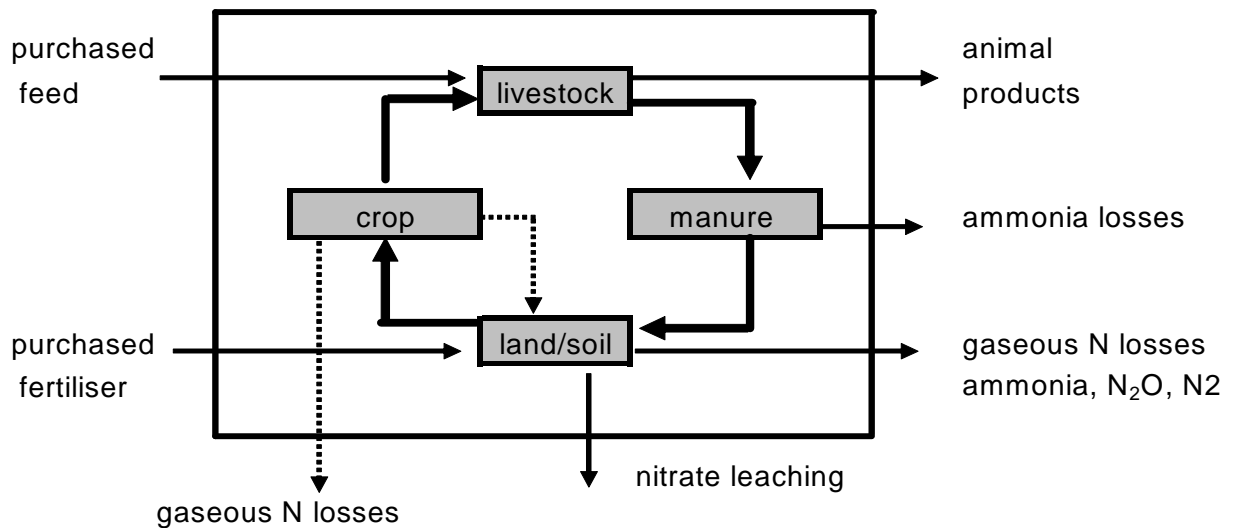 purchased
feed
livestock
animal
products
crop
manure
ammonia losses
purchased
fertiliser
land/soil
gaseous N losses
ammonia, N₂O, N2
nitrate leaching
gaseous N losses